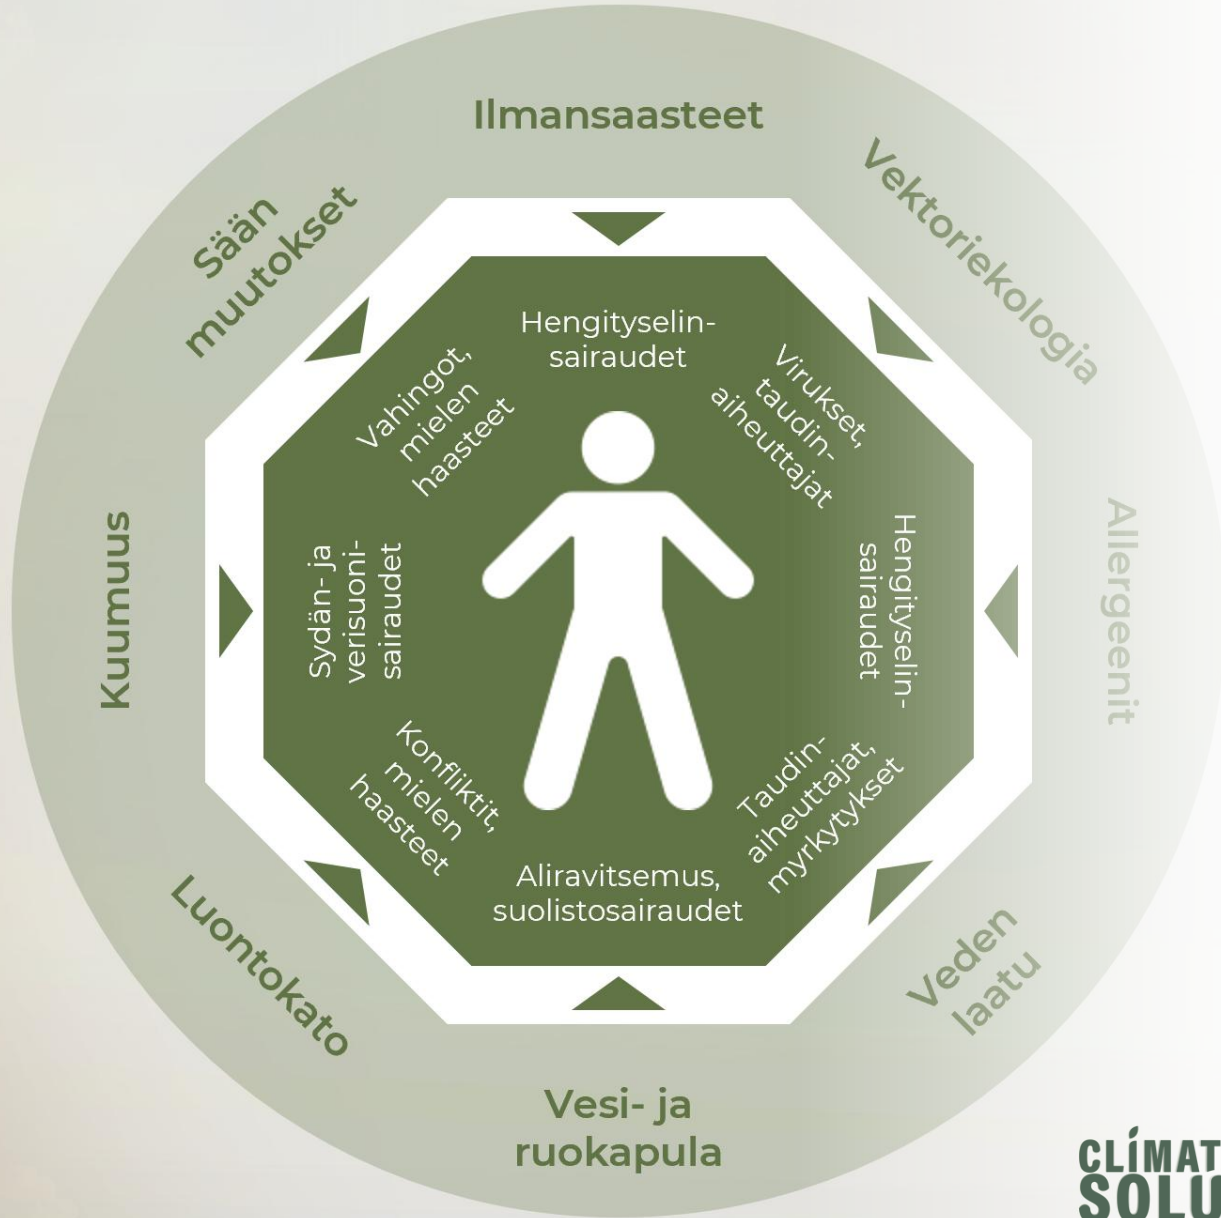 Ilmansaasteet
Vektoriekologia
Allergeenit
Veden
laatu
Vesi- ja
ruokapula
Luontokato
Kuumuus
Sään
muutokset
Hengityselin-
sairaudet
Virukset,
taudin-
aiheuttajat
Hengityselin-
sairaudet
Taudin-
aiheuttajat,
myrkytykset
Aliravitsemus,
suolistosairaudet
Konfliktit,
mielen
haasteet
Sydän- ja
verisuoni-
sairaudet
Vahingot,
mielen
haasteet
CLÍMAT
SOLU